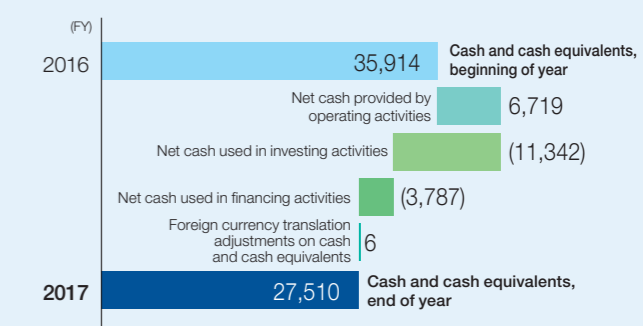 (FY)
2016
35,914
Cash and cash equivalents,
beginning of year
Net cash provided by
operating activities
6,719
Net cash used in investing activities
(11,342)
Net cash used in financing activities
(3,787)
Foreign currency translation
adjustments on cash
and cash equivalents
6
2017
27,510
Cash and cash equivalents,
end of year